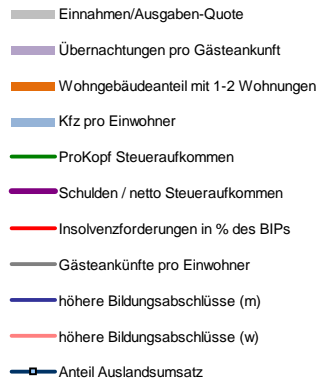 Einnahmen/Ausgaben-Quote
Übernachtungen pro Gästeankunft
Wohngebäudeanteil mit 1-2 Wohnungen
Kfz pro Einwohner
ProKopf Steueraufkommen
Schulden / netto Steueraufkommen
Insolvenzforderungen in % des BIPs
Gästeankünfte pro Einwohner
höhere Bildungsabschlüsse (m)
höhere Bildungsabschlüsse (w)
Anteil Auslandsumsatz